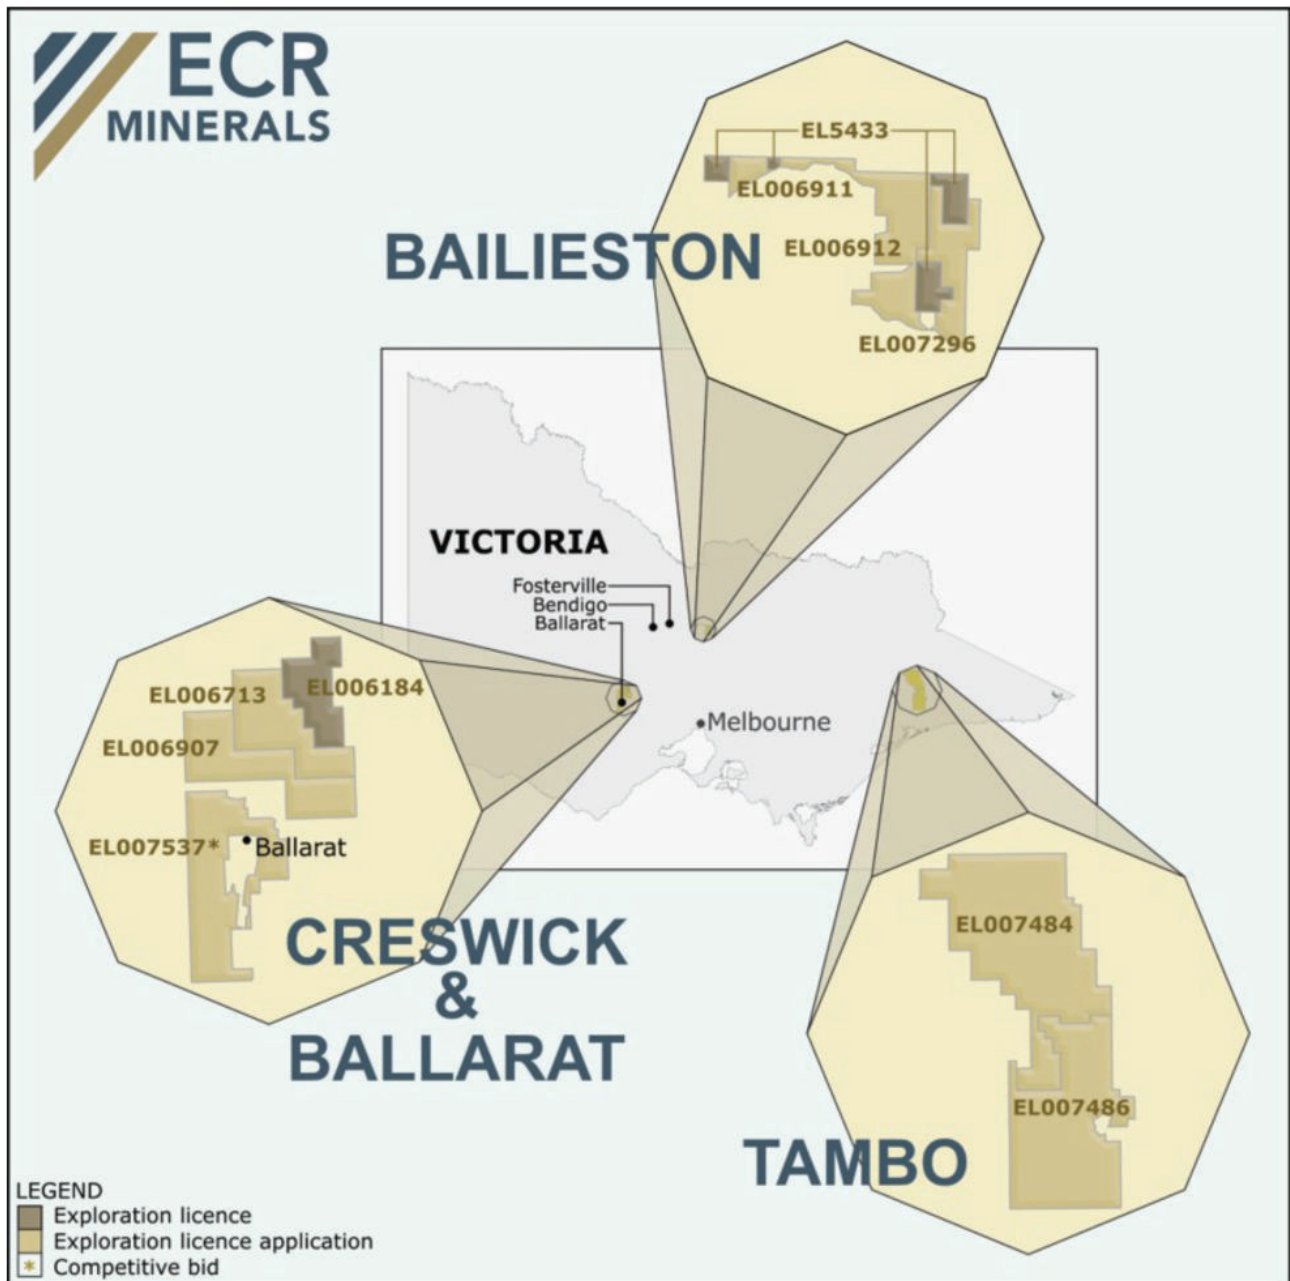 ECR
MINERALS
EL5433
EL006911
BAILIESTON
EL006912
EL007296
VICTORIA
Fosterville
Bendigo
Ballarat
EL006713
EL006184
Melbourne
EL006907
EL007537*
Ballarat
CRESWICK
&
BALLARAT
EL007484
EL007486
TAMBO
LEGEND
Exploration licence
Exploration licence application
* Competitive bid